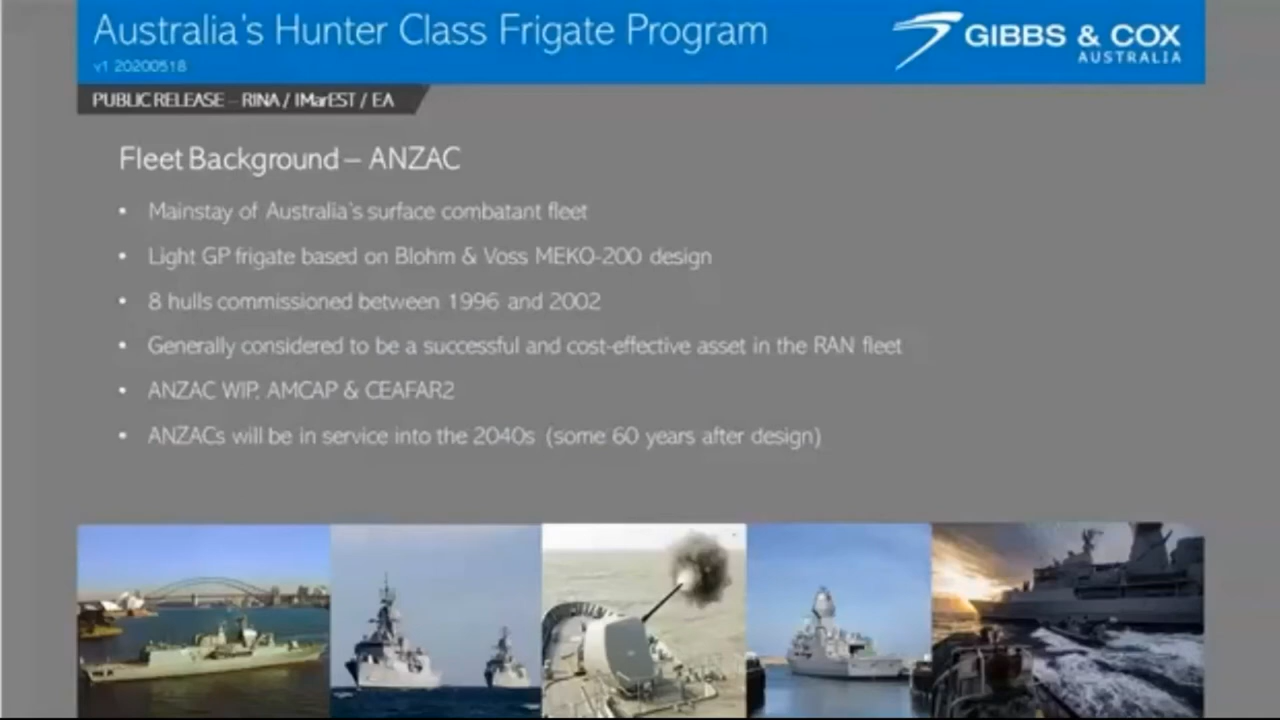 Australia's Hunter Class Frigate Program
v1 20200518
GIBBS & COX
AUSTRALIA
PUBLIC RELEASE – RINA / IMarEST / EA
Fleet Background – ANZAC
• Mainstay of Australia's surface combatant fleet
• Light GP frigate based on Blohm & Voss MEKO-200 design
• 8 hulls commissioned between 1996 and 2002
• Generally considered to be a successful and cost-effective asset in the RAN fleet
• ANZAC WIP. AMCAP & CEAFAR2
• ANZACs will be in service into the 2040s (some 60 years after design)